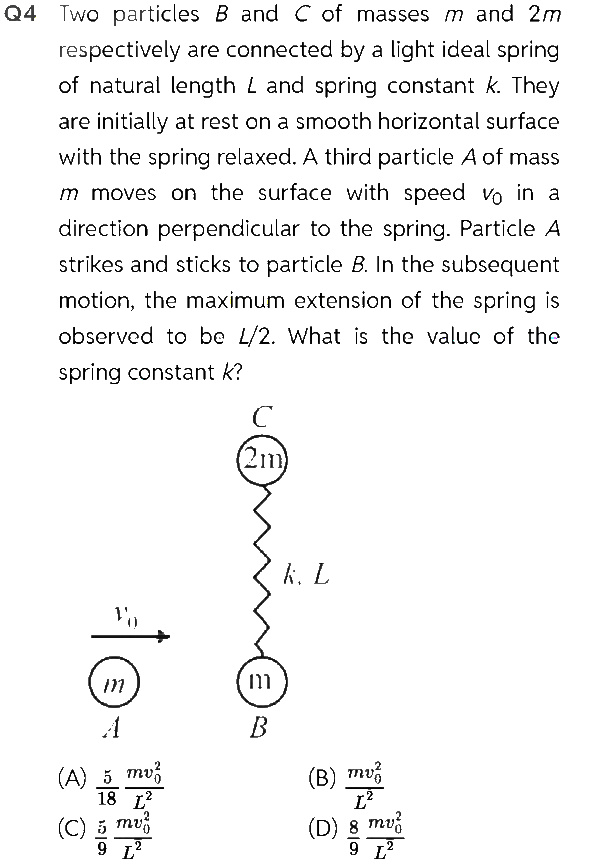 Q4 Two particles B and C of masses m and 2m
respectively are connected by a light ideal spring
of natural length L and spring constant k. They
are initially at rest on a smooth horizontal surface
with the spring relaxed. A third particle A of mass
m moves on the surface with speed v₀ in a
direction perpendicular to the spring. Particle A
strikes and sticks to particle B. In the subsequent
motion, the maximum extension of the spring is
observed to be L/2. What is the value of the
spring constant k?
C
2m
k, L
v₀
m
m
A
B
(A) 5/18 mv₀²/L² (B) mv₀²/L²
(C) 5/9 mv₀²/L² (D) 8/9 mv₀²/L²